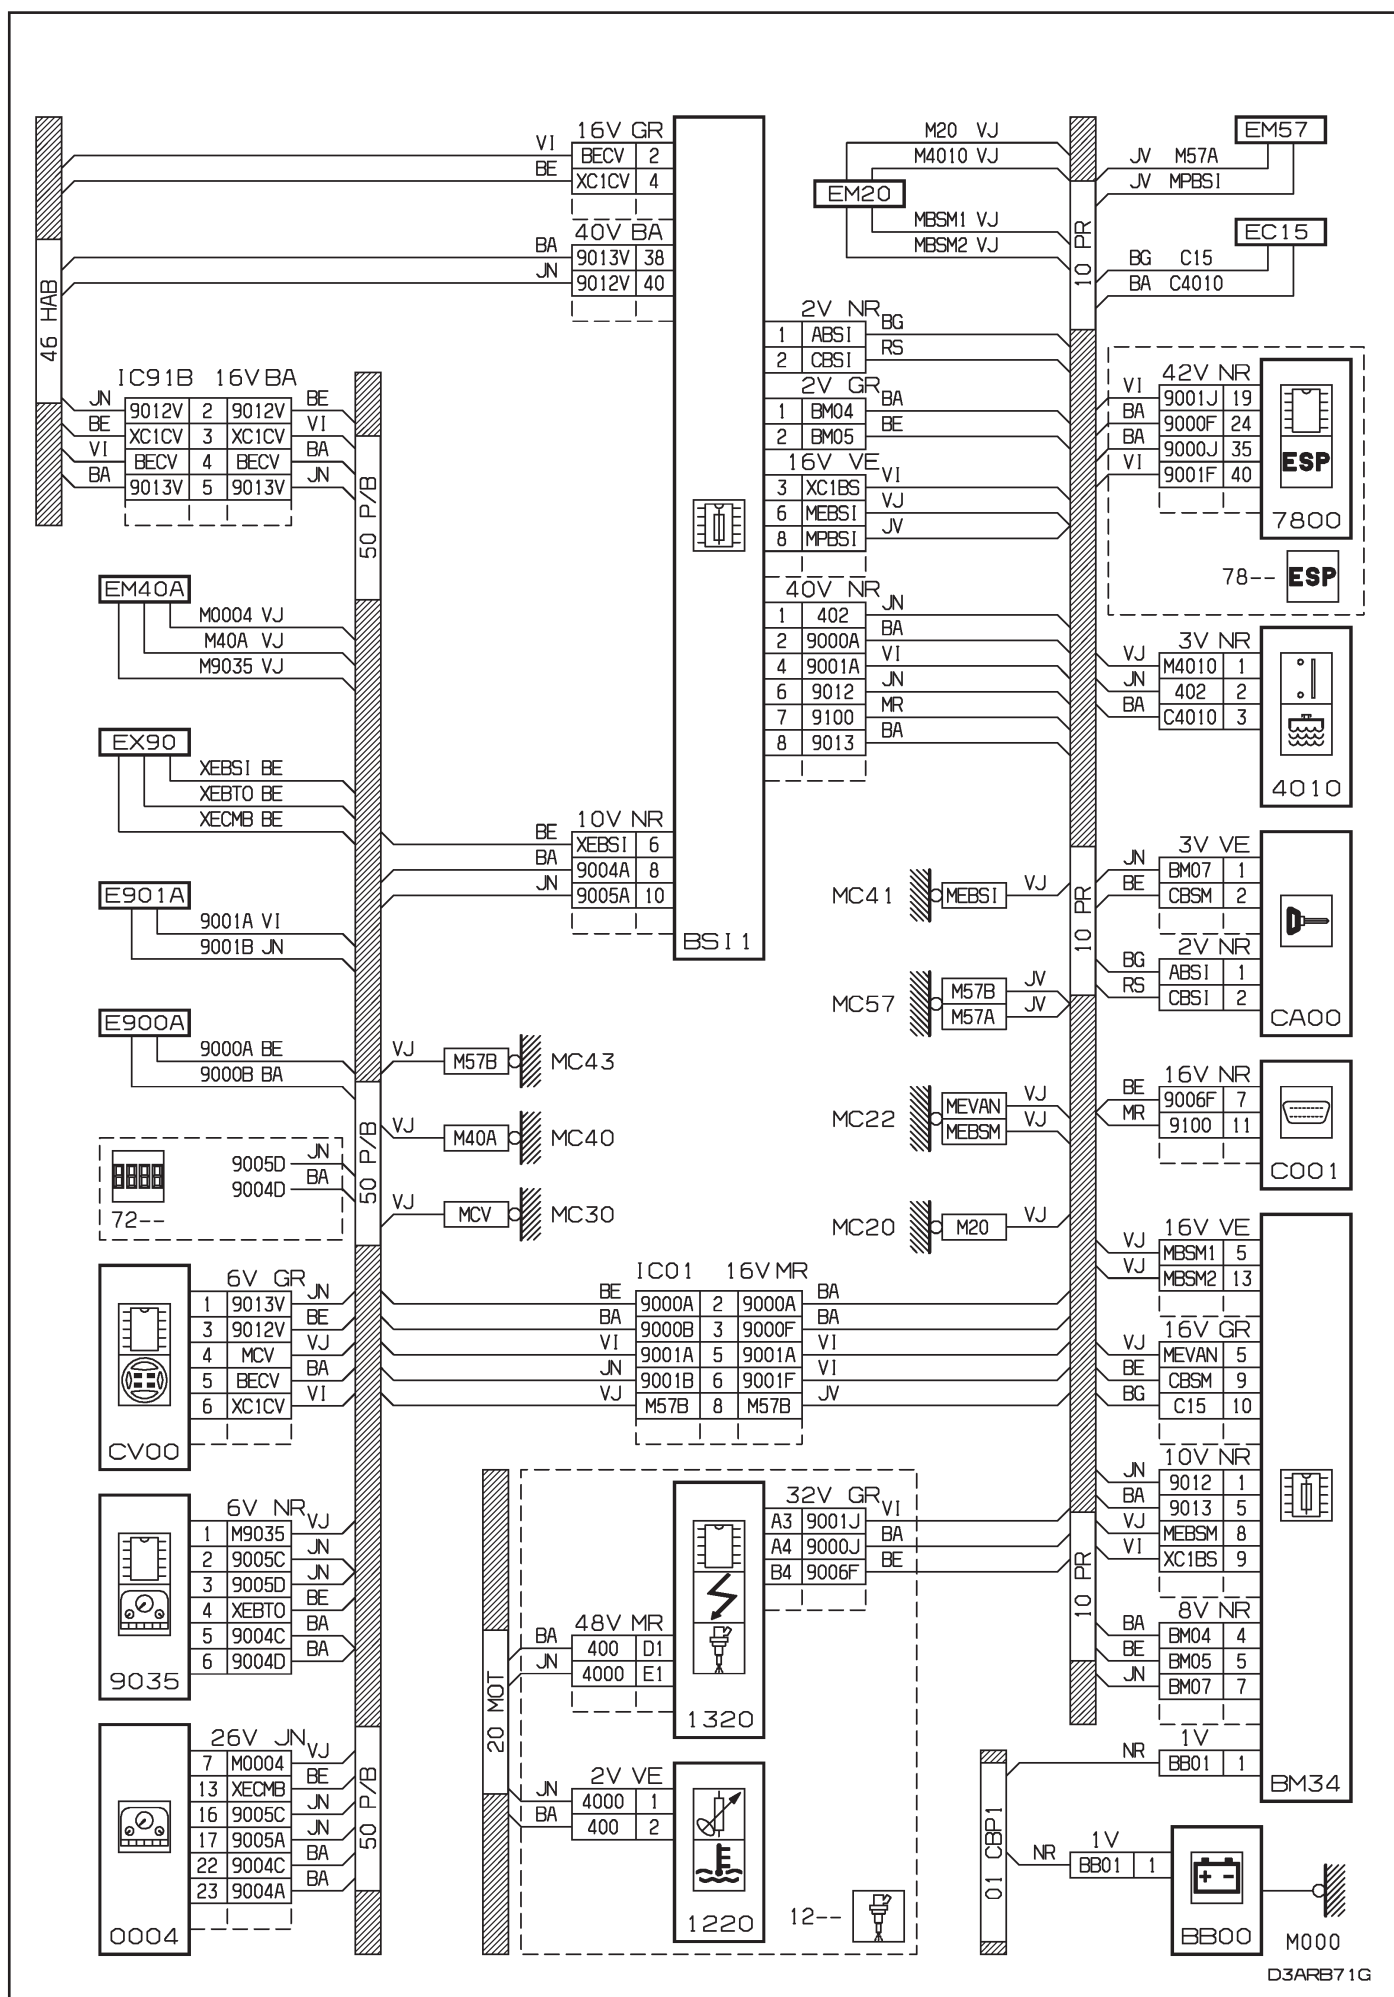 16V GR
VI BECV 2
BE XC1CV 4
40V BA
BA 9013V 38
JN 9012V 40
46 HAB
IC91B 16V BA
JN 9012V 2 9012V BE
BE XC1CV 3 XC1CV VI
VI BECV 4 BECV BA
BA 9013V 5 9013V JN
50 P/B
EM40A
M0004 VJ
M40A VJ
M9035 VJ
EX90
XEBSI BE
XEBTO BE
XECMB BE
10V NR
BE XEBSI 6
BA 9004A 8
JN 9005A 10
BSI1
E901A
9001A VI
9001B JN
E900A
9000A BE
9000B BA
72--
9005D JN
9004D BA
50 P/B
VJ M57B MC43
VJ M40A MC40
VJ MCV MC30
M20 VJ
M4010 VJ
EM20
MBSM1 VJ
MBSM2 VJ
10 PR
EM57
JV M57A
JV MPBSI
EC15
BG C15
BA C4010
2V NR
1 ABSI BG
2 CBSI RS
2V GR
1 BM04 BA
2 BM05 BE
16V VE
3 XC1BS VI
6 MEBSI VJ
8 MPBSI JV
40V NR
1 402 JN
2 9000A BA
4 9001A VI
6 9012 JN
7 9100 MR
8 9013 BA
42V NR
VI 9001J 19
BA 9000F 24
BA 9000J 35
VI 9001F 40
ESP
7800
78-- ESP
3V NR
VJ M4010 1
JN 402 2
BA C4010 3
4010
MC41 MEBSI VJ
10 PR
3V VE
JN BM07 1
BE CBSM 2
2V NR
BG ABSI 1
RS CBSI 2
CA00
MC57 M57B JV
M57A JV
MC22 MEVAN VJ
MEBSM VJ
MC20 M20 VJ
16V NR
BE 9006F 7
MR 9100 11
C001
6V GR
1 9013V JN
3 9012V BE
4 MCV VJ
5 BECV BA
6 XC1CV VI
CV00
IC01 16V MR
BE 9000A 2 9000A BA
BA 9000B 3 9000F BA
VI 9001A 5 9001A VI
JN 9001B 6 9001F VI
VJ M57B 8 M57B JV
16V VE
VJ MBSM1 5
VJ MBSM2 13
16V GR
VJ MEVAN 5
BE CBSM 9
BG C15 10
10V NR
JN 9012 1
BA 9013 5
VJ MEBSM 8
VI XC1BS 9
8V NR
BA BM04 4
BE BM05 5
JN BM07 7
1V
NR BB01 1
BM34
10 PR
6V NR
1 M9035 VJ
2 9005C JN
3 9005D JN
4 XEBTO BE
5 9004C BA
6 9004D BA
9035
26V JN
7 M0004 VJ
13 XECMB BE
16 9005C JN
17 9005A JN
22 9004C BA
23 9004A BA
0004
50 P/B
20 MOT
32V GR
A3 9001J VI
A4 9000J BA
B4 9006F BE
48V MR
BA 400 D1
JN 4000 E1
1320
2V VE
JN 4000 1
BA 400 2
1220
12--
01 CBP1
1V
NR BB01 1
+ -
BB00
M000
D3ARB71G